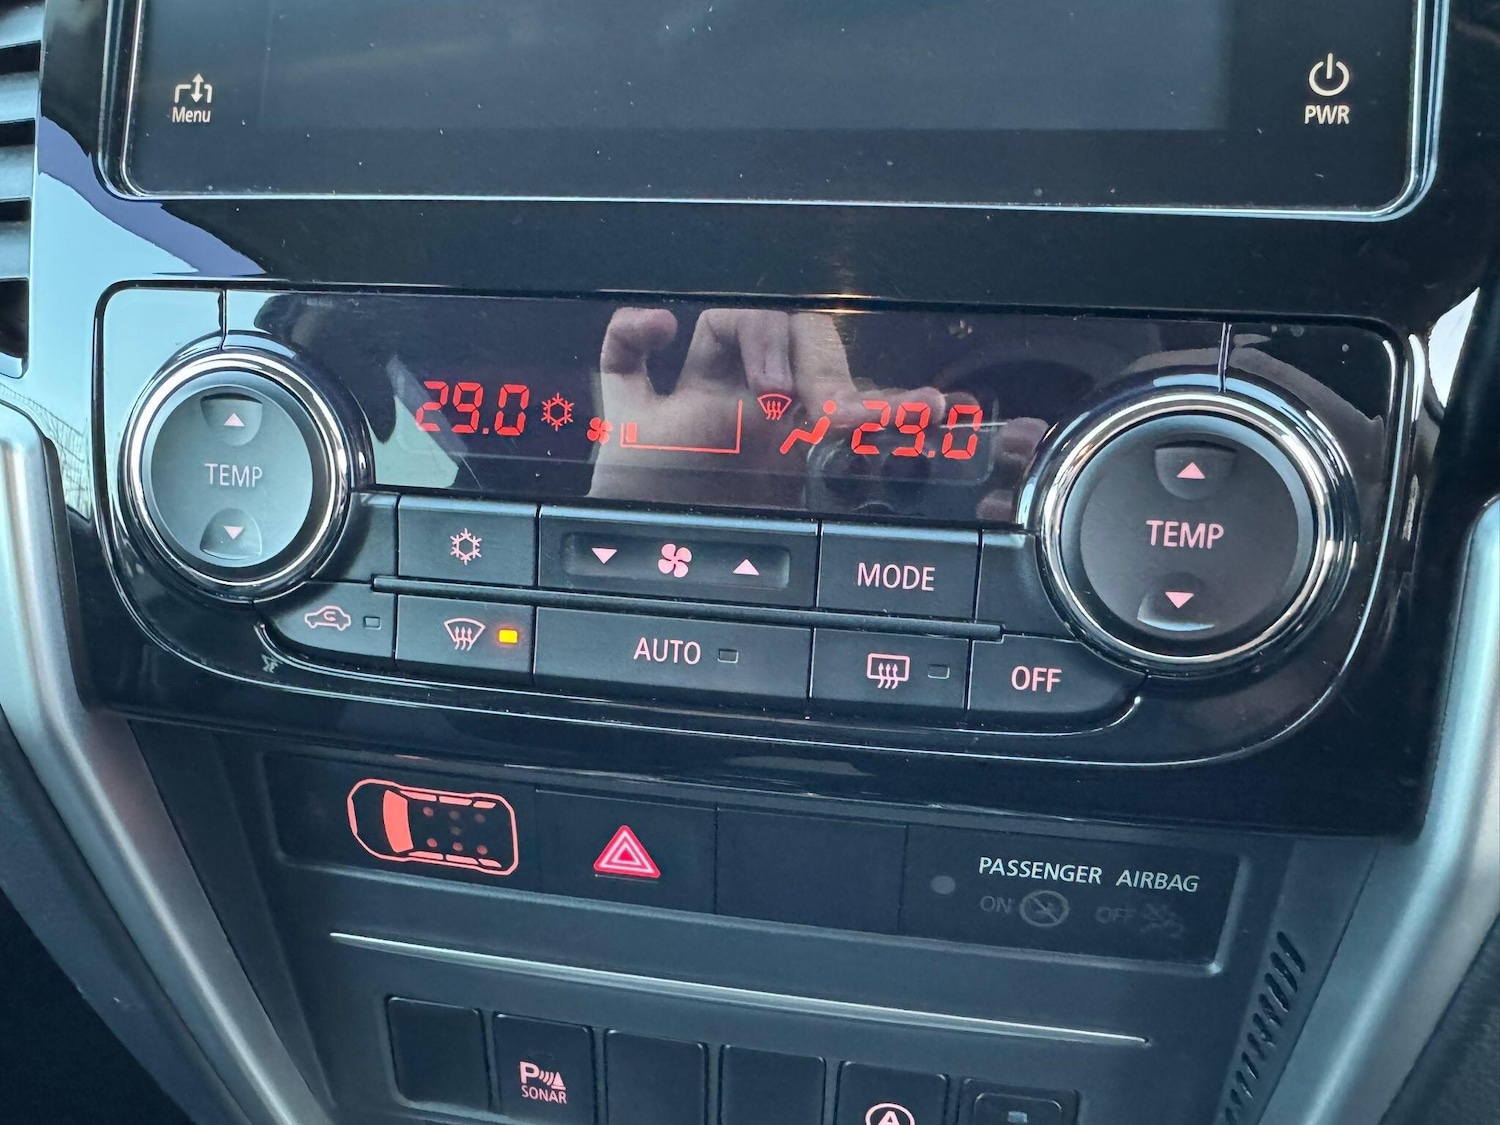 Menu
PWR
29.0
29.0
TEMP
TEMP
MODE
AUTO
OFF
PASSENGER AIRBAG
ON OFF
P
SONAR
A